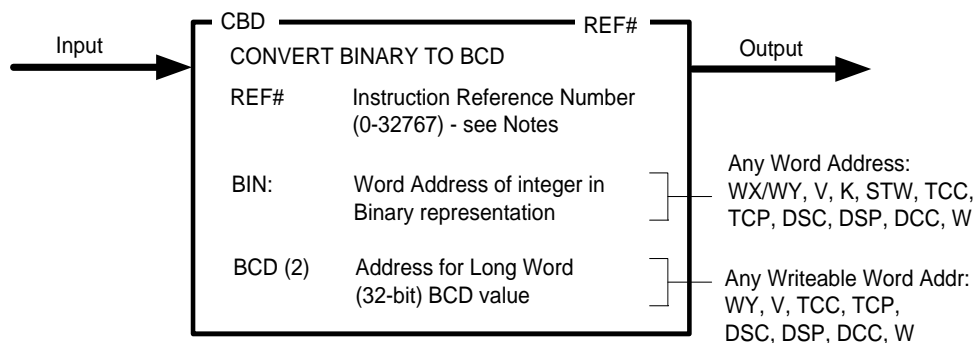 CBD
REF#
Input
Output
CONVERT BINARY TO BCD
REF# Instruction Reference Number
(0-32767) - see Notes
BIN: Word Address of integer in
Binary representation
Any Word Address:
WX/WY, V, K, STW, TCC,
TCP, DSC, DSP, DCC, W
BCD (2) Address for Long Word
(32-bit) BCD value
Any Writeable Word Addr:
WY, V, TCC, TCP,
DSC, DSP, DCC, W